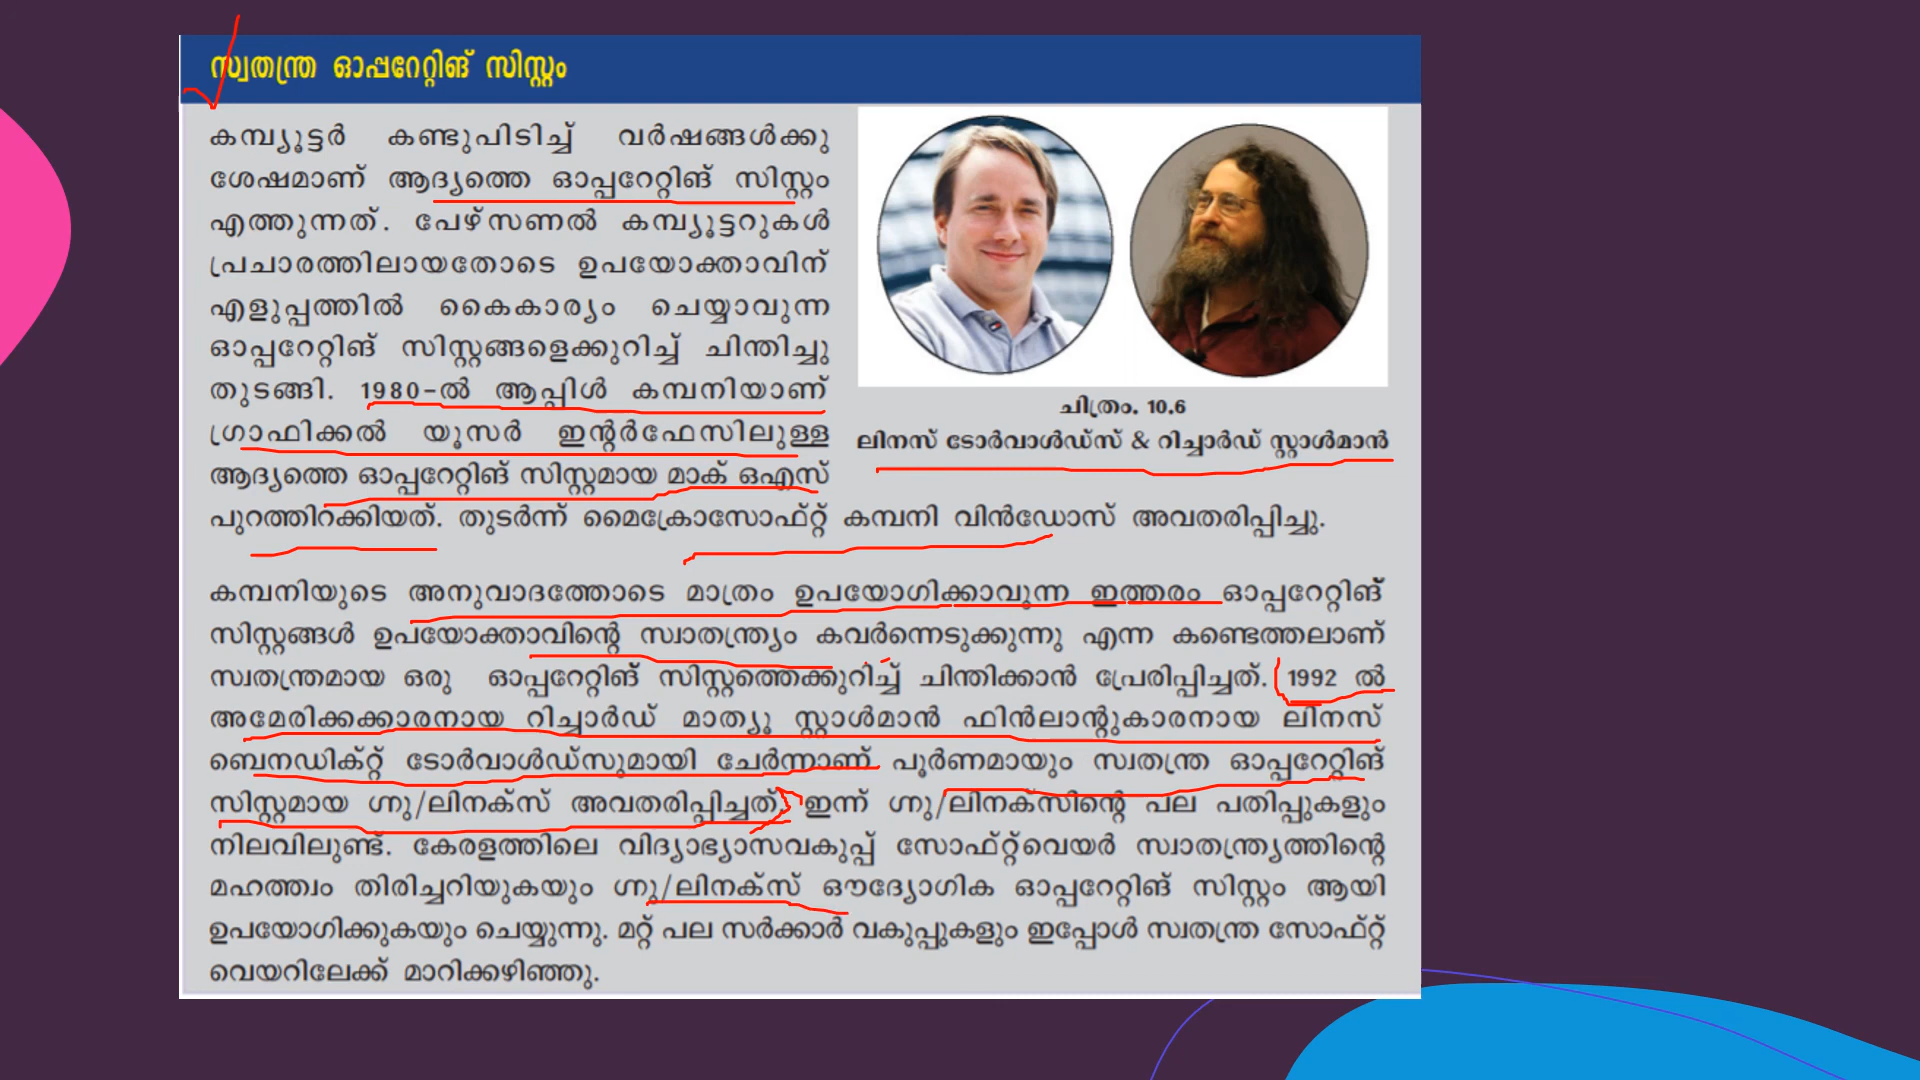 സ്വതന്ത്ര ഓപ്പറേറ്റിങ് സിസ്റ്റം
കമ്പ്യൂട്ടർ കണ്ടുപിടിച്ച് വർഷങ്ങൾക്കു
ശേഷമാണ് ആദ്യത്തെ ഓപ്പറേറ്റിങ് സിസ്റ്റം
എത്തുന്നത്. പേഴ്സണൽ കമ്പ്യൂട്ടറുകൾ
പ്രചാരത്തിലായതോടെ ഉപയോക്താവിന്
എളുപ്പത്തിൽ കൈകാര്യം ചെയ്യാവുന്ന
ഓപ്പറേറ്റിങ് സിസ്റ്റങ്ങളെക്കുറിച്ച് ചിന്തിച്ചു
തുടങ്ങി. 1980-ൽ ആപ്പിൾ കമ്പനിയാണ്
ഗ്രാഫിക്കൽ യൂസർ ഇന്റർഫേസിലുള്ള
ആദ്യത്തെ ഓപ്പറേറ്റിങ് സിസ്റ്റമായ മാക് ഒഎസ്
പുറത്തിറക്കിയത്. തുടർന്ന് മൈക്രോസോഫ്റ്റ് കമ്പനി വിൻഡോസ് അവതരിപ്പിച്ചു.
ചിത്രം. 10.6
ലിനസ് ടോർവാൾഡ്സ് & റിച്ചാർഡ് സ്റ്റാൾമാൻ
കമ്പനിയുടെ അനുവാദത്തോടെ മാത്രം ഉപയോഗിക്കാവുന്ന ഇത്തരം ഓപ്പറേറ്റിങ്
സിസ്റ്റങ്ങൾ ഉപയോക്താവിന്റെ സ്വാതന്ത്ര്യം കവർന്നെടുക്കുന്നു എന്ന കണ്ടെത്തലാണ്
സ്വതന്ത്രമായ ഒരു ഓപ്പറേറ്റിങ് സിസ്റ്റത്തെക്കുറിച്ച് ചിന്തിക്കാൻ പ്രേരിപ്പിച്ചത്. 1992 ൽ
അമേരിക്കക്കാരനായ റിച്ചാർഡ് മാത്യൂ സ്റ്റാൾമാൻ ഫിൻലാന്റുകാരനായ ലിനസ്
ബെനഡിക്റ്റ് ടോർവാൾഡ്സുമായി ചേർന്നാണ് പൂർണമായും സ്വതന്ത്ര ഓപ്പറേറ്റിങ്
സിസ്റ്റമായ ഗ്നു/ലിനക്സ് അവതരിപ്പിച്ചത്. ഇന്ന് ഗ്നു/ലിനക്സിന്റെ പല പതിപ്പുകളും
നിലവിലുണ്ട്. കേരളത്തിലെ വിദ്യാഭ്യാസവകുപ്പ് സോഫ്റ്റ്‌വെയർ സ്വാതന്ത്ര്യത്തിന്റെ
മഹത്ത്വം തിരിച്ചറിയുകയും ഗ്നു/ലിനക്സ് ഔദ്യോഗിക ഓപ്പറേറ്റിങ് സിസ്റ്റം ആയി
ഉപയോഗിക്കുകയും ചെയ്യുന്നു. മറ്റ് പല സർക്കാർ വകുപ്പുകളും ഇപ്പോൾ സ്വതന്ത്ര സോഫ്റ്റ്
വെയറിലേക്ക് മാറിക്കഴിഞ്ഞു.